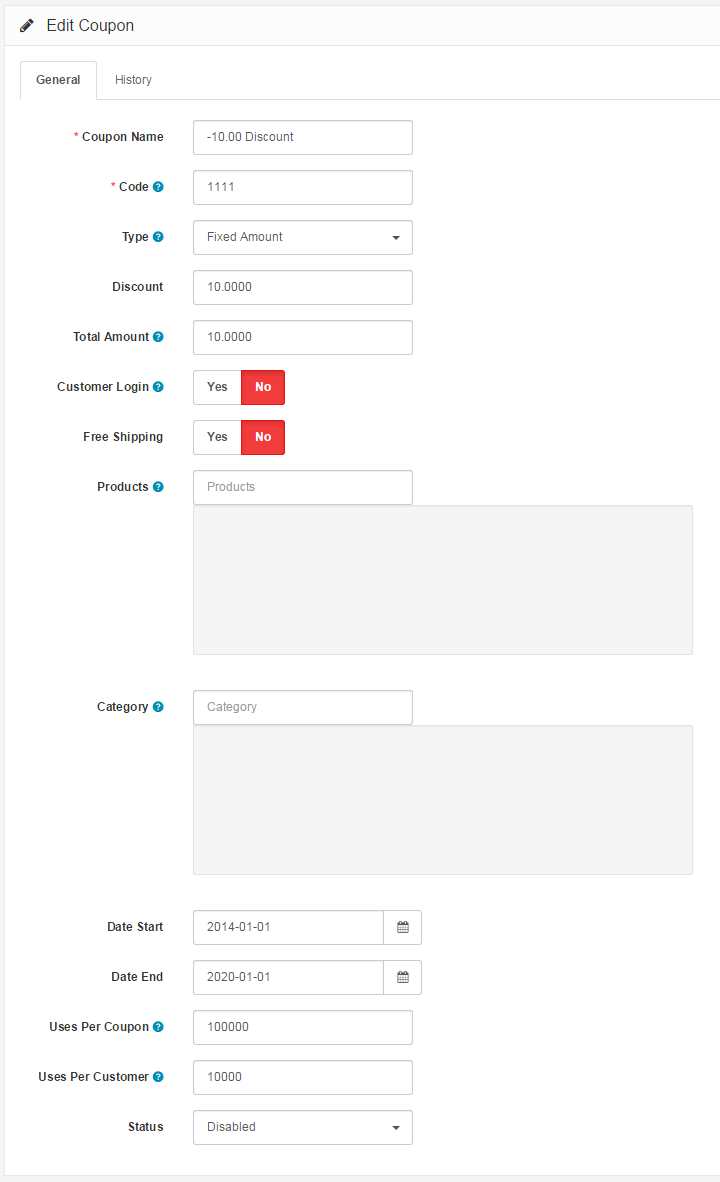 Edit Coupon
General History
* Coupon Name -10.00 Discount
* Code ? 1111
Type ? Fixed Amount
Discount 10.0000
Total Amount ? 10.0000
Customer Login ? Yes No
Free Shipping Yes No
Products ? Products
Category ? Category
Date Start 2014-01-01
Date End 2020-01-01
Uses Per Coupon ? 100000
Uses Per Customer ? 10000
Status Disabled